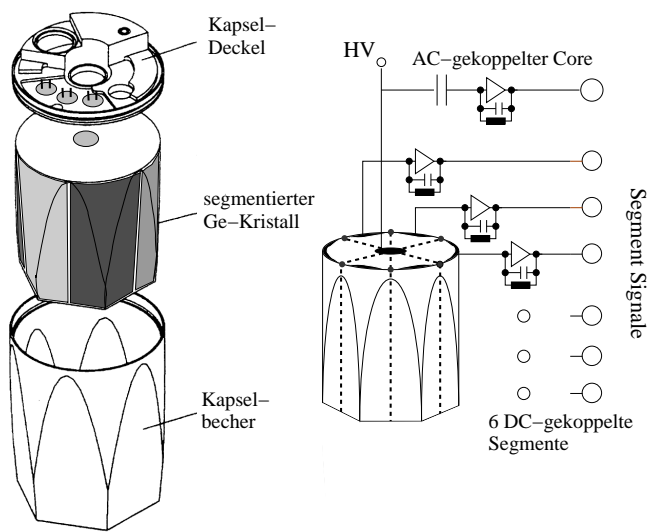 Kapsel–
Deckel
segmentierter
Ge–Kristall
Kapsel–
becher
HV
AC–gekoppelter Core
Segment Signale
6 DC–gekoppelte
Segmente